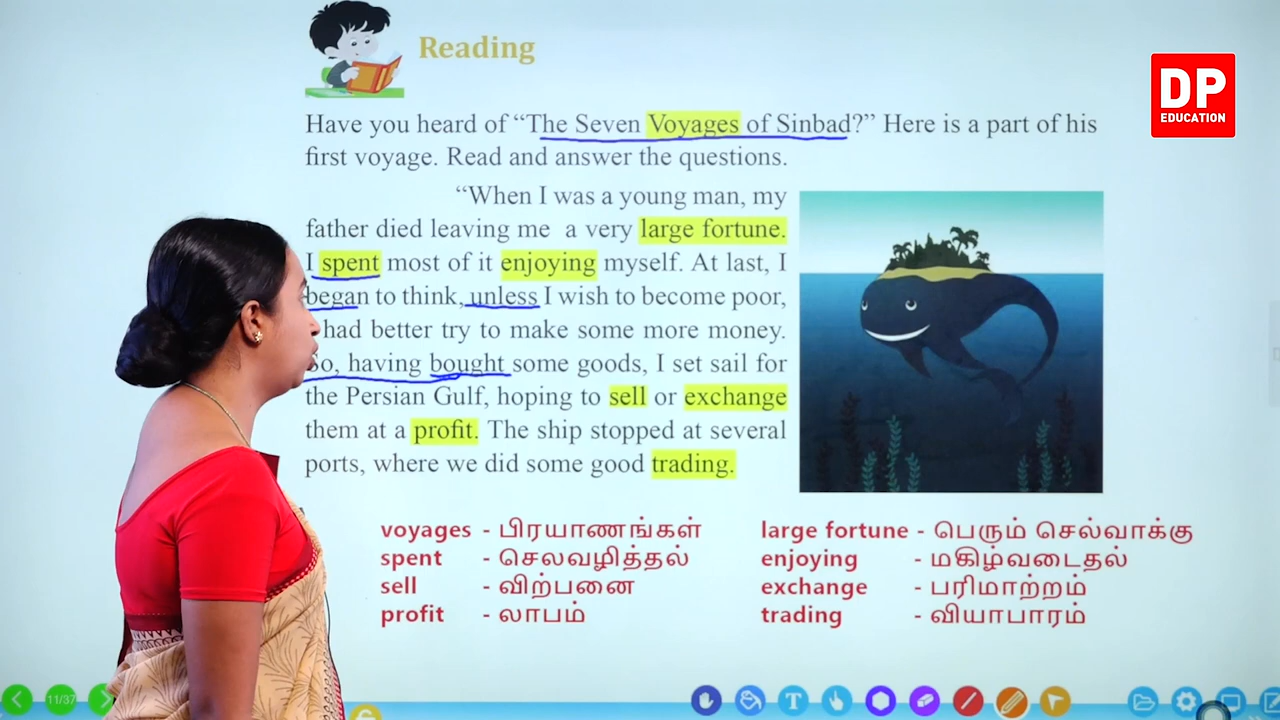 Reading
DP
EDUCATION
Have you heard of “The Seven Voyages of Sinbad?” Here is a part of his
first voyage. Read and answer the questions.
“When I was a young man, my
father died leaving me a very large fortune.
I spent most of it enjoying myself. At last, I
began to think, unless I wish to become poor,
had better try to make some more money.
So, having bought some goods, I set sail for
the Persian Gulf, hoping to sell or exchange
them at a profit. The ship stopped at several
ports, where we did some good trading.
voyages - பிரயாணங்கள்
spent - செலவழித்தல்
sell - விற்பனை
profit - லாபம்
large fortune - பெரும் செல்வாக்கு
enjoying - மகிழ்வடைதல்
exchange - பரிமாற்றம்
trading - வியாபாரம்
11/37
T